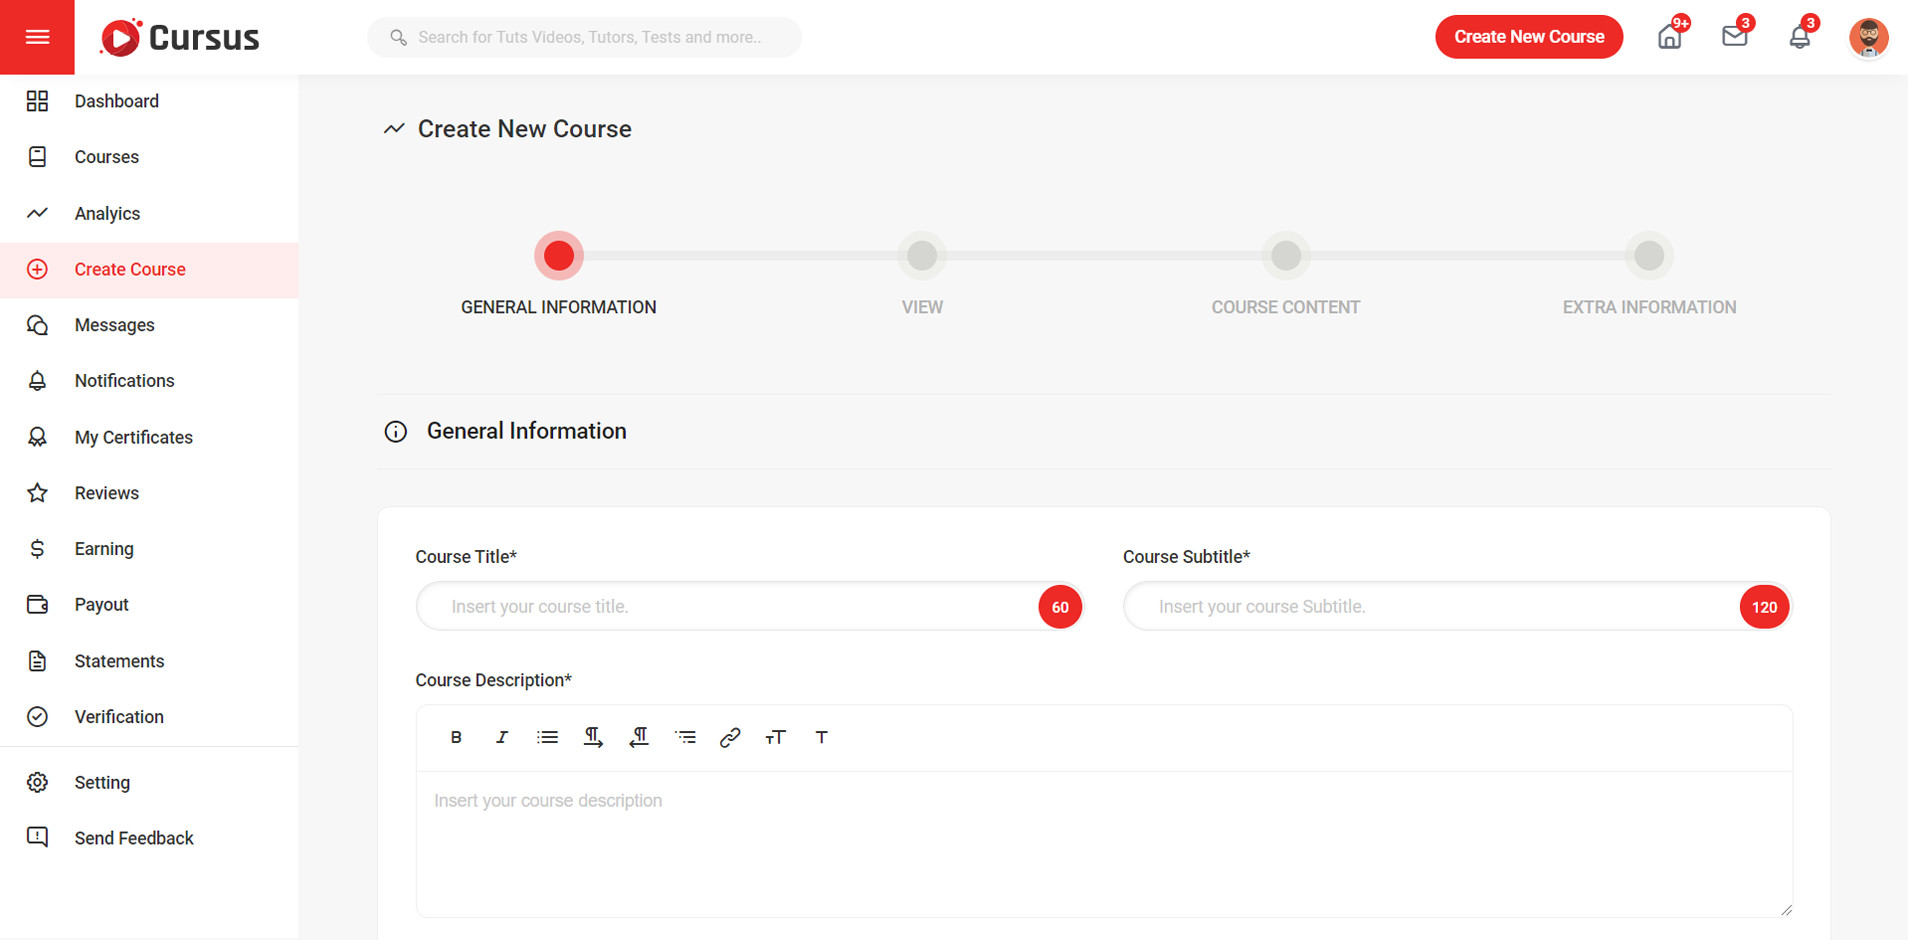 Cursus
Search for Tuts Videos, Tutors, Tests and more..
Create New Course
9+
3
3
Dashboard
Courses
Analyics
Create Course
Messages
Notifications
My Certificates
Reviews
Earning
Payout
Statements
Verification
Setting
Send Feedback
Create New Course
GENERAL INFORMATION
VIEW
COURSE CONTENT
EXTRA INFORMATION
General Information
Course Title*
Insert your course title.
60
Course Subtitle*
Insert your course Subtitle.
120
Course Description*
Insert your course description